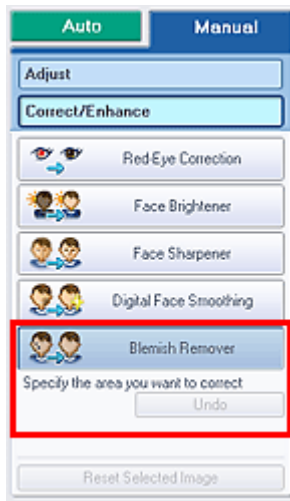 Auto Manual
Adjust
Correct/Enhance
Red-Eye Correction
Face Brightener
Face Sharpener
Digital Face Smoothing
Blemish Remover
Specify the area you want to correct
Undo
Reset Selected Image